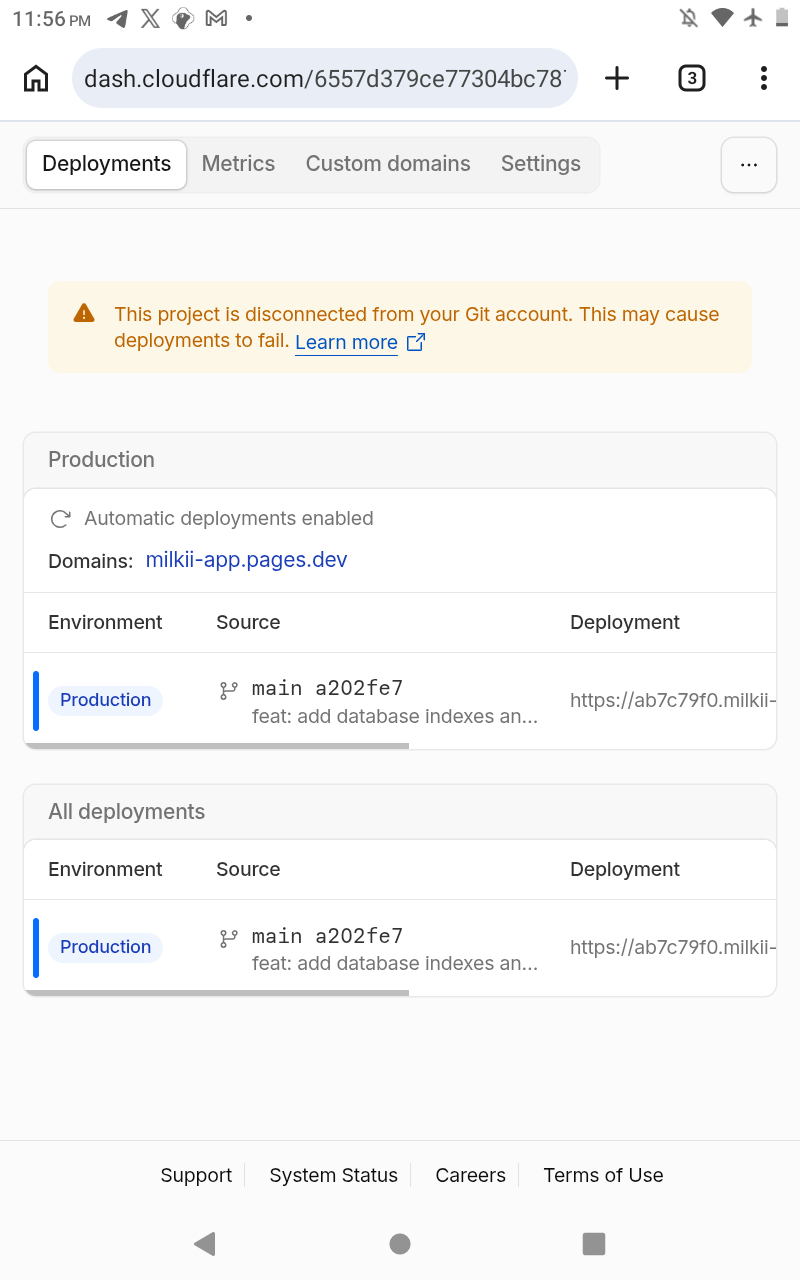 11:56 PM
dash.cloudflare.com/6557d379ce77304bc78
3
Deployments Metrics Custom domains Settings ...
This project is disconnected from your Git account. This may cause
deployments to fail. Learn more
Production
Automatic deployments enabled
Domains: milkii-app.pages.dev
Environment Source Deployment
Production main a202fe7 https://ab7c79f0.milkii-
feat: add database indexes an...
All deployments
Environment Source Deployment
Production main a202fe7 https://ab7c79f0.milkii-
feat: add database indexes an...
Support System Status Careers Terms of Use